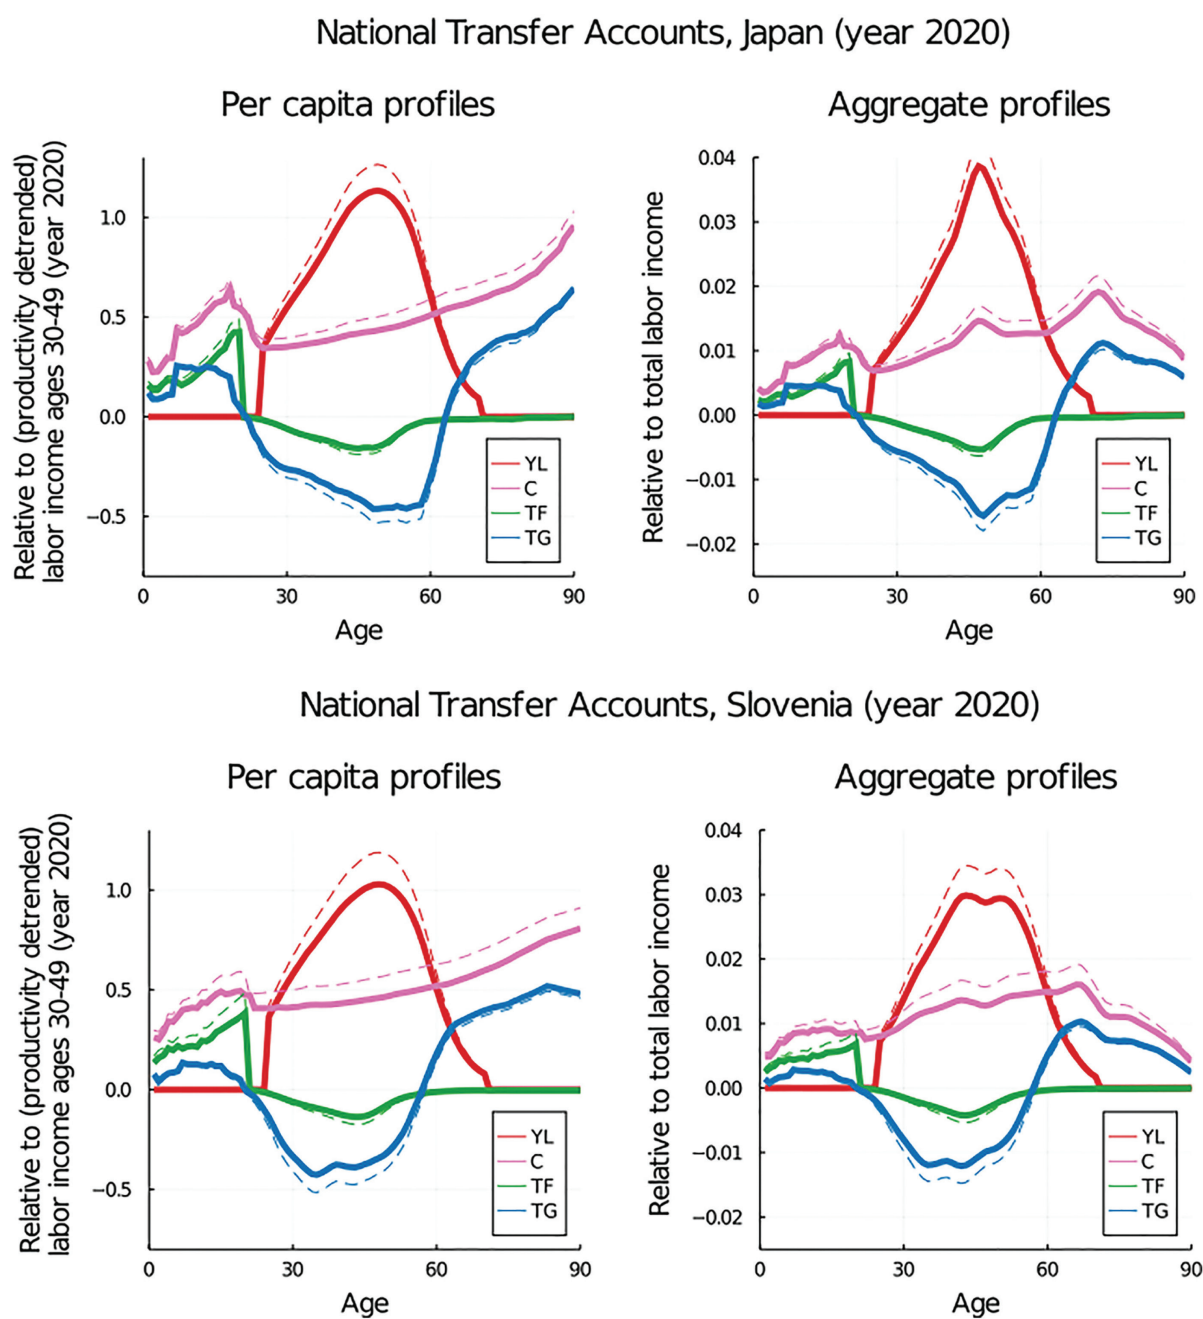 National Transfer Accounts, Japan (year 2020)
Per capita profiles
Relative to (productivity detrended)
labor income ages 30-49 (year 2020)
1.0
0.5
0.0
−0.5
0
30
60
90
Age
YL
C
TF
TG
Aggregate profiles
Relative to total labor income
0.04
0.03
0.02
0.01
0.00
−0.01
−0.02
0
30
60
90
Age
YL
C
TF
TG
National Transfer Accounts, Slovenia (year 2020)
Per capita profiles
Relative to (productivity detrended)
labor income ages 30-49 (year 2020)
1.0
0.5
0.0
−0.5
0
30
60
90
Age
YL
C
TF
TG
Aggregate profiles
Relative to total labor income
0.04
0.03
0.02
0.01
0.00
−0.01
−0.02
0
30
60
90
Age
YL
C
TF
TG